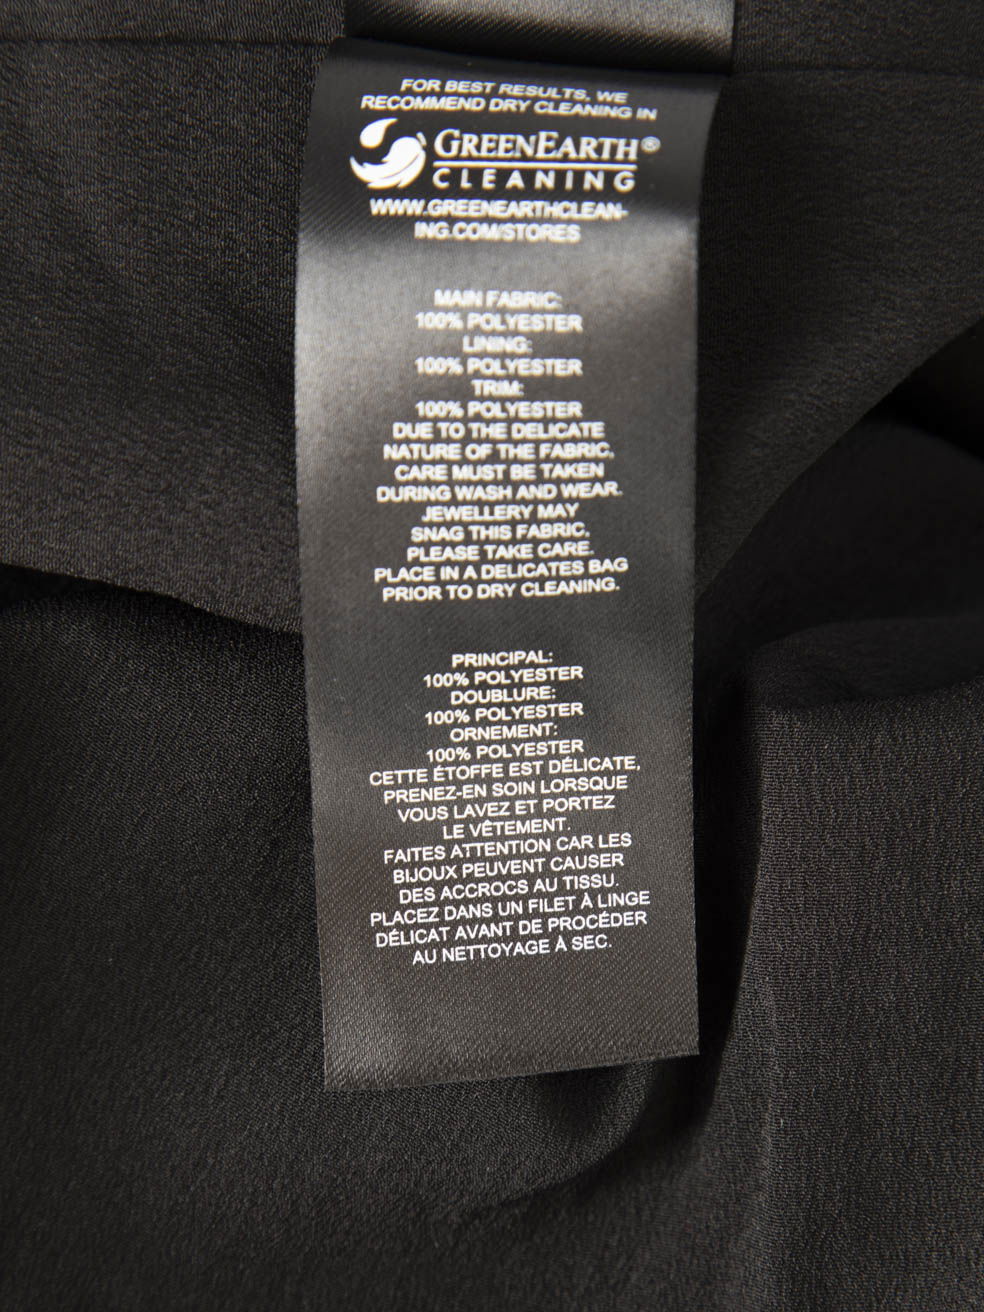 FOR BEST RESULTS, WE
RECOMMEND DRY CLEANING IN
GREENEARTH®
CLEANING
WWW.GREENEARTHCLEAN-
ING.COM/STORES
MAIN FABRIC:
100% POLYESTER
LINING:
100% POLYESTER
TRIM:
100% POLYESTER
DUE TO THE DELICATE
NATURE OF THE FABRIC,
CARE MUST BE TAKEN
DURING WASH AND WEAR.
JEWELLERY MAY
SNAG THIS FABRIC,
PLEASE TAKE CARE.
PLACE IN A DELICATES BAG
PRIOR TO DRY CLEANING.
PRINCIPAL:
100% POLYESTER
DOUBLURE:
100% POLYESTER
ORNEMENT:
100% POLYESTER
CETTE ÉTOFFE EST DÉLICATE,
PRENEZ-EN SOIN LORSQUE
VOUS LAVEZ ET PORTEZ
LE VÊTEMENT.
FAITES ATTENTION CAR LES
BIJOUX PEUVENT CAUSER
DES ACCROCS AU TISSU.
PLACEZ DANS UN FILET À LINGE
DÉLICAT AVANT DE PROCÉDER
AU NETTOYAGE À SEC.